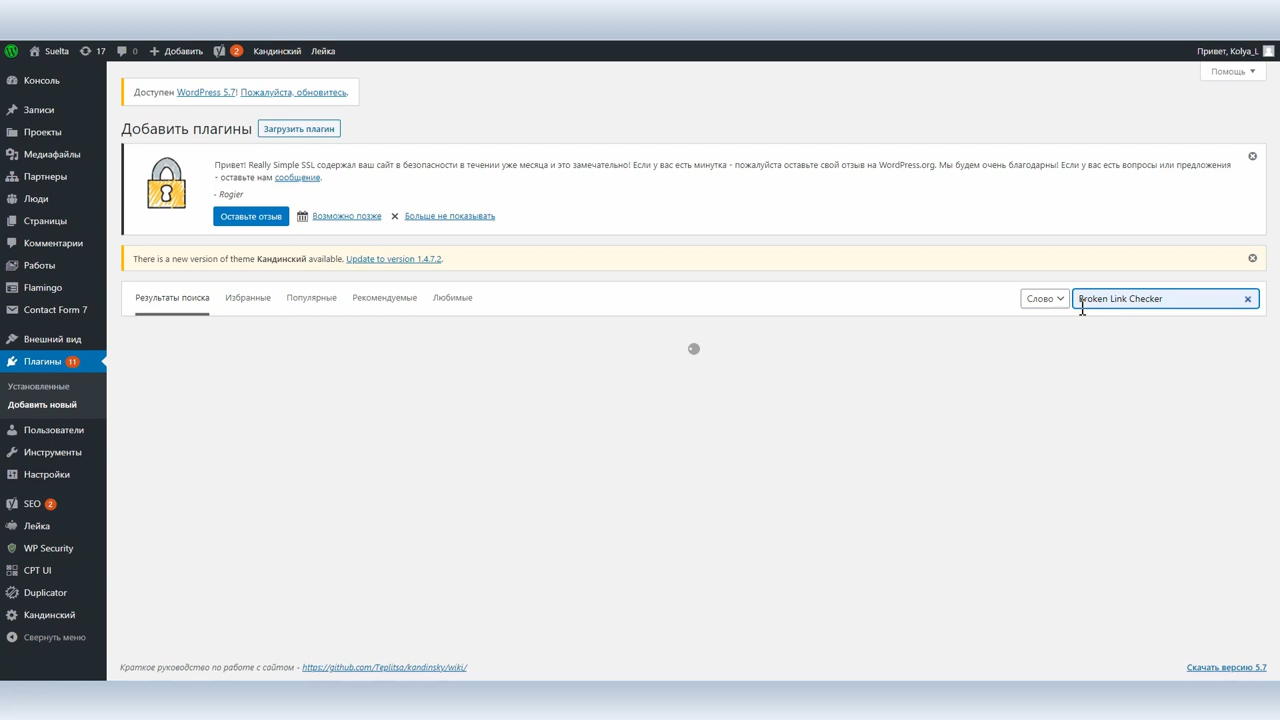 Suelta 17 0 Добавить 2 Кандинский Лейка Привет, Kolya_L
Консоль
Записи
Проекты
Медиафайлы
Партнеры
Люди
Страницы
Комментарии
Работы
Flamingo
Contact Form 7
Внешний вид
Плагины 11
Установленные
Добавить новый
Пользователи
Инструменты
Настройки
SEO 2
Лейка
WP Security
CPT UI
Duplicator
Кандинский
Свернуть меню
Помощь
Доступен WordPress 5.7! Пожалуйста, обновитесь.
Добавить плагины Загрузить плагин
Привет! Really Simple SSL содержал ваш сайт в безопасности в течении уже месяца и это замечательно! Если у вас есть минутка - пожалуйста оставьте свой отзыв на WordPress.org. Мы будем очень благодарны! Если у вас есть вопросы или предложения
- оставьте нам сообщение.
- Rogier
Оставьте отзыв Возможно позже Больше не показывать
There is a new version of theme Кандинский available. Update to version 1.4.7.2.
Результаты поиска Избранные Популярные Рекомендуемые Любимые Слово Broken Link Checker
Краткое руководство по работе с сайтом - https://github.com/Teplitsa/kandinsky/wiki/ Скачать версию 5.7